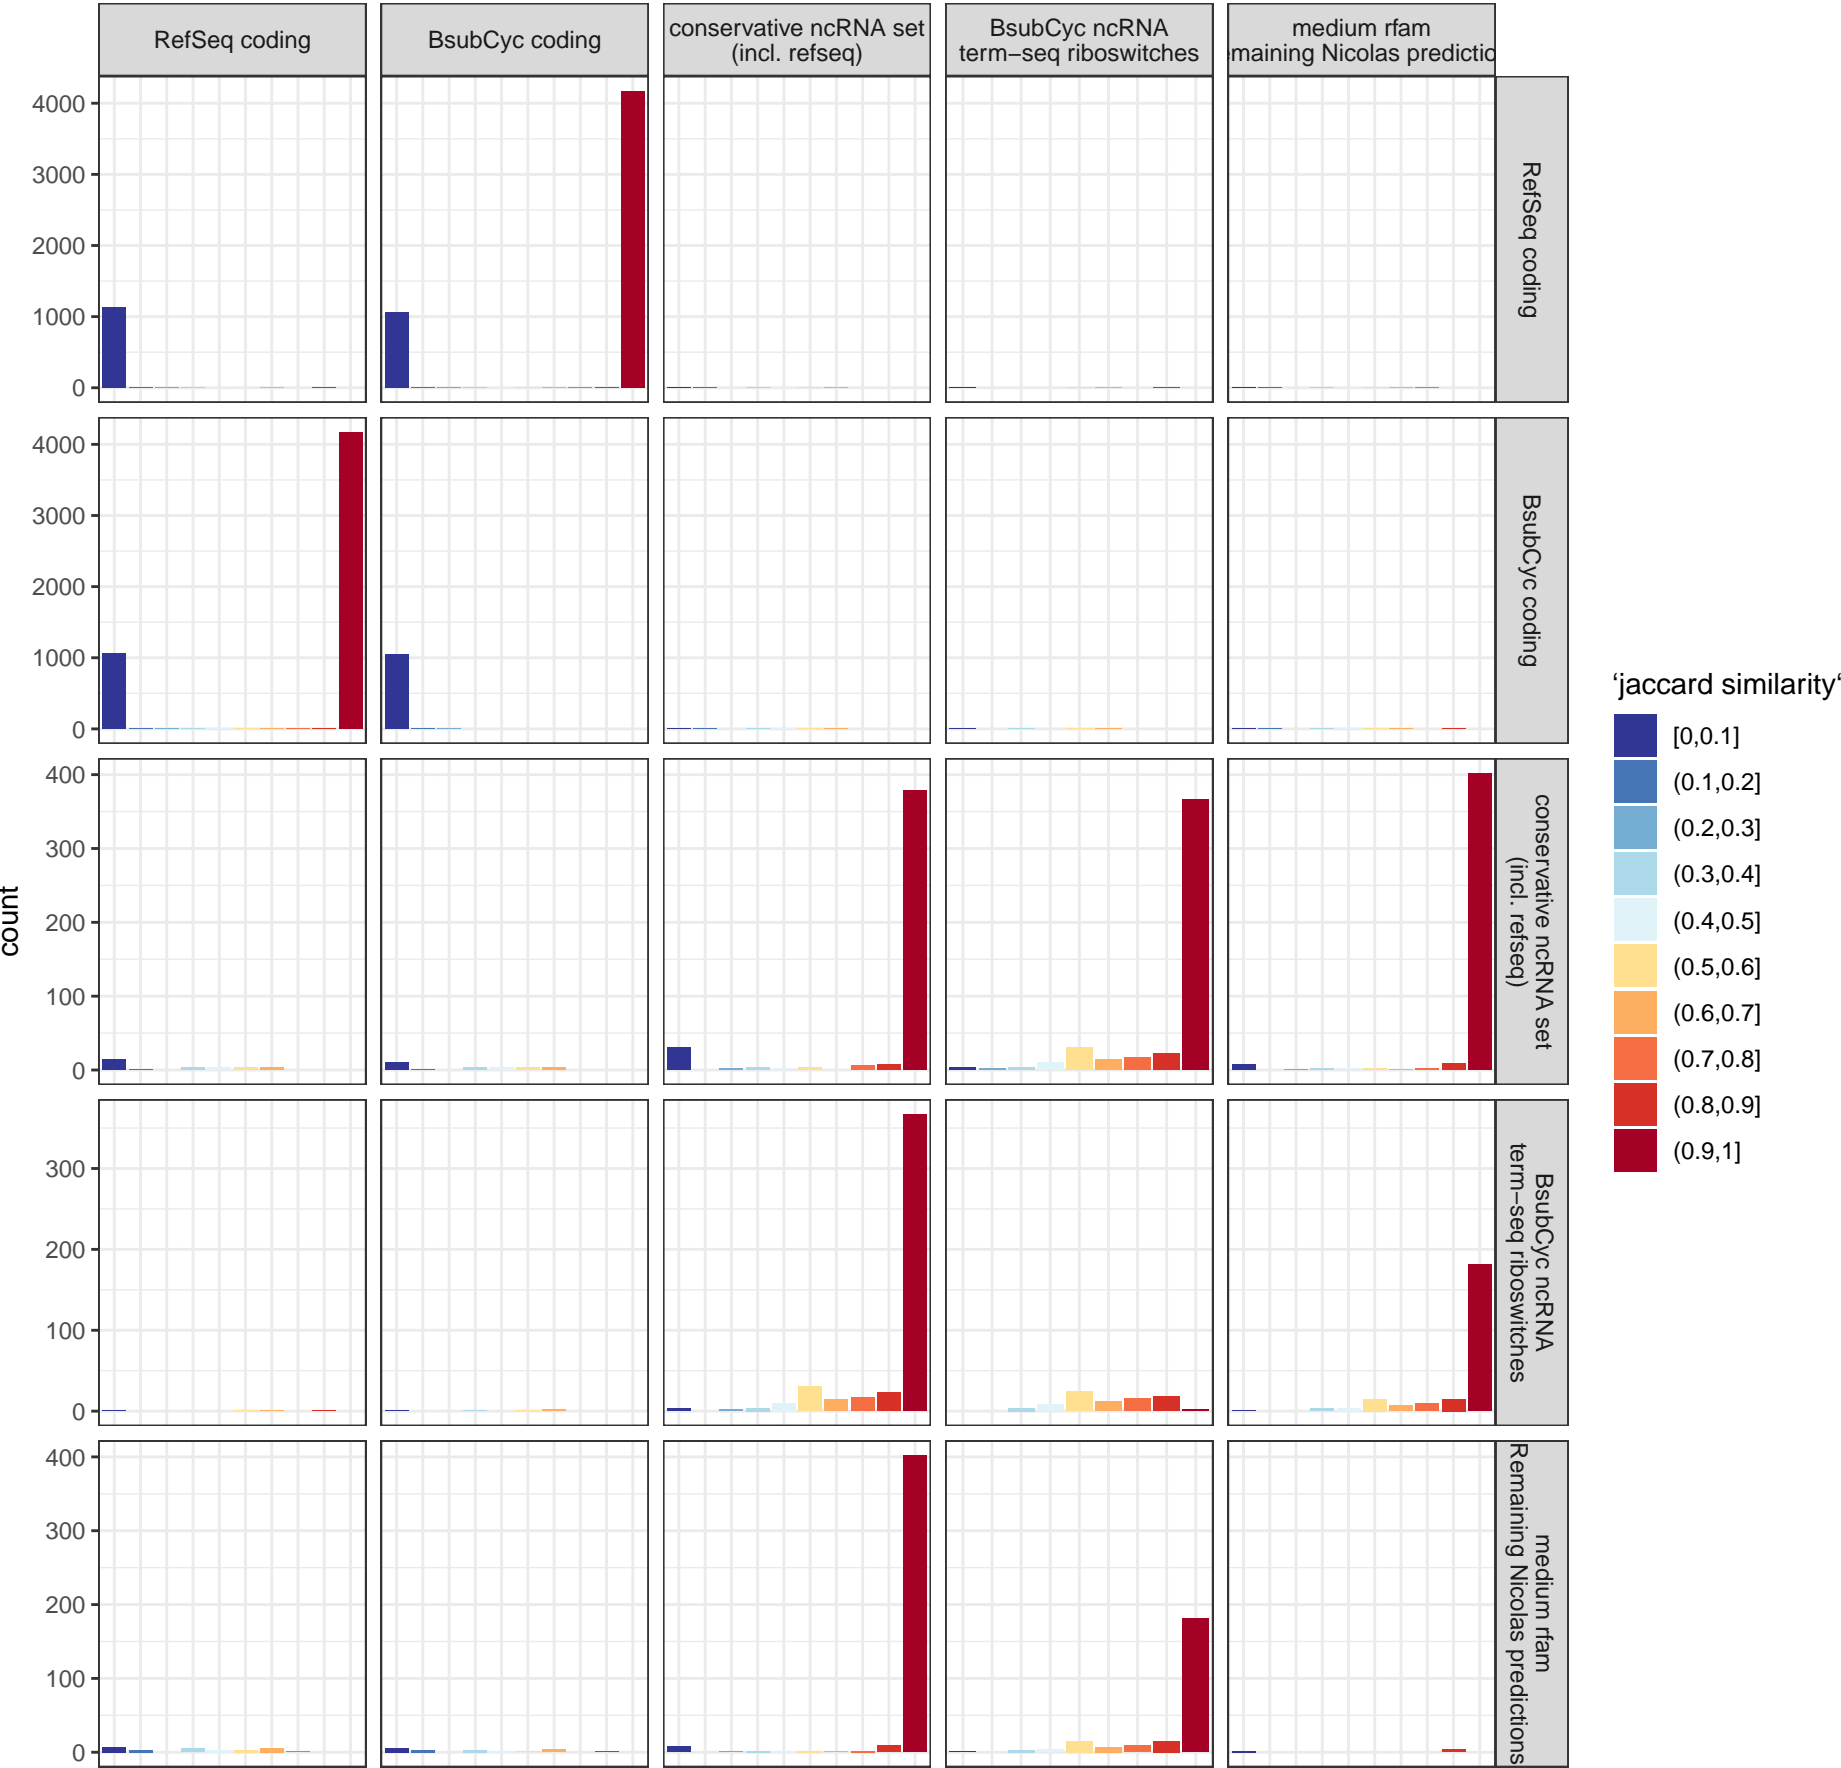 RefSeq coding
BsubCyc coding
conservative ncRNA set
(incl. refseq)
BsubCyc ncRNA
term−seq riboswitches
medium rfam
emaining Nicolas predictio
4000
3000
2000
1000
0
RefSeq coding
4000
3000
2000
1000
0
BsubCyc coding
400
300
200
100
0
conservative ncRNA set
(incl. refseq)
300
200
100
0
BsubCyc ncRNA
term−seq riboswitches
400
300
200
100
0
medium rfam
Remaining Nicolas predictions
count
‘jaccard similarity‘
[0,0.1]
(0.1,0.2]
(0.2,0.3]
(0.3,0.4]
(0.4,0.5]
(0.5,0.6]
(0.6,0.7]
(0.7,0.8]
(0.8,0.9]
(0.9,1]